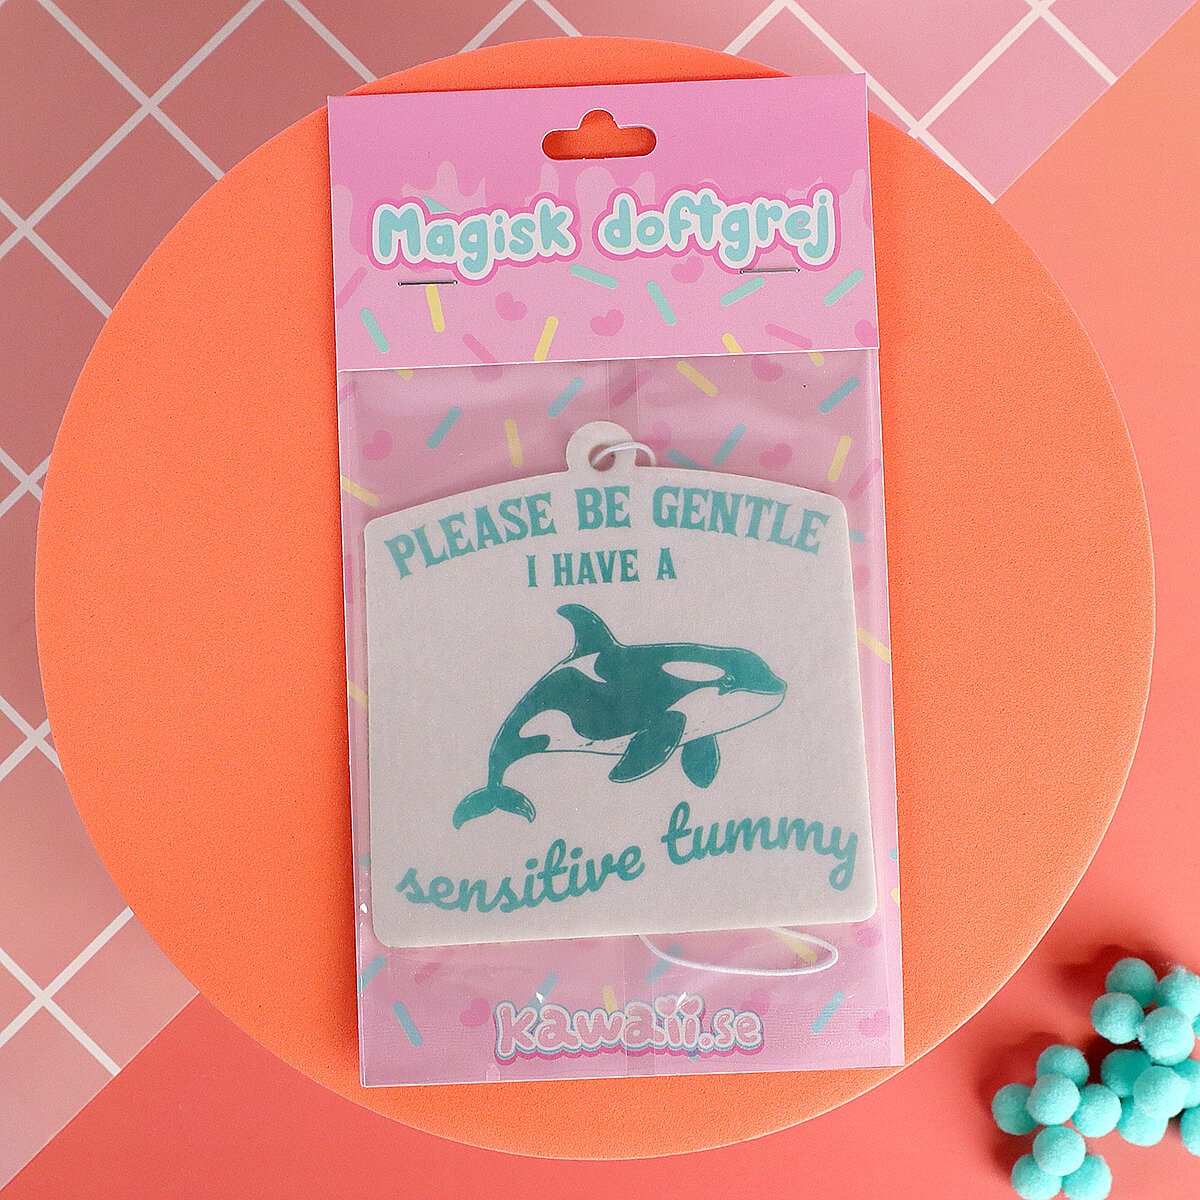 Magisk doftgrej
PLEASE BE GENTLE
I HAVE A
sensitive tummy
kawaii.se